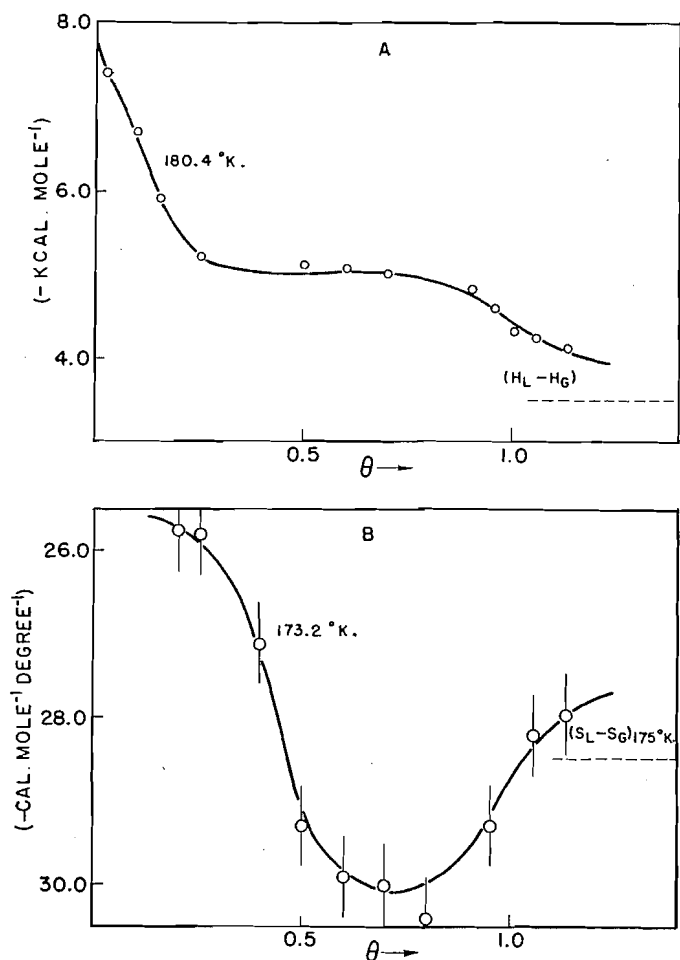 8.0
A
180.4 °K.
6.0
(-KCAL. MOLE⁻¹)
4.0
(H_L - H_G)
0.5
1.0
θ→
B
26.0
173.2 °K.
(-CAL. MOLE⁻¹ DEGREE⁻¹)
28.0
(S_L - S_G)175°K.
30.0
0.5
1.0
θ→